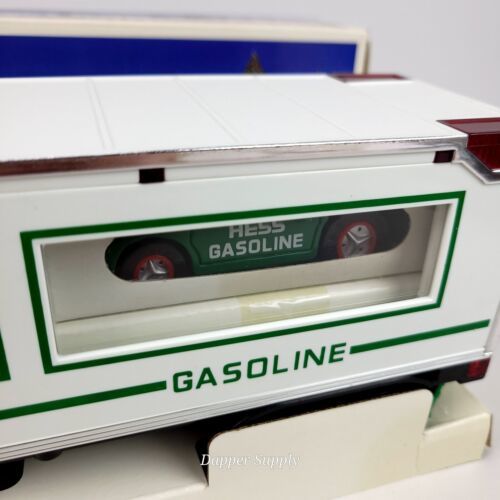 HESS
GASOLINE
GASOLINE
Dapper Supply